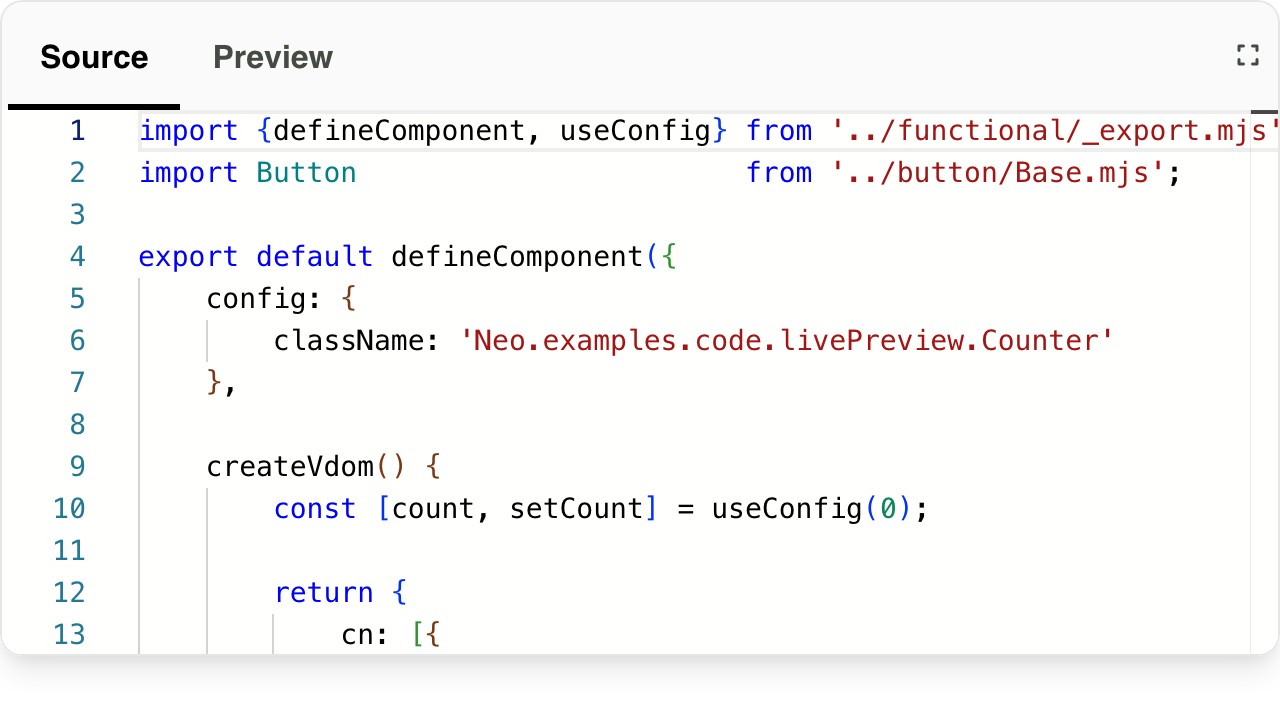 Source Preview
1 import {defineComponent, useConfig} from '../functional/_export.mjs'
2 import Button                       from '../button/Base.mjs';
3
4 export default defineComponent({
5     config: {
6         className: 'Neo.examples.code.livePreview.Counter'
7     },
8
9     createVdom() {
10         const [count, setCount] = useConfig(0);
11
12         return {
13             cn: [{